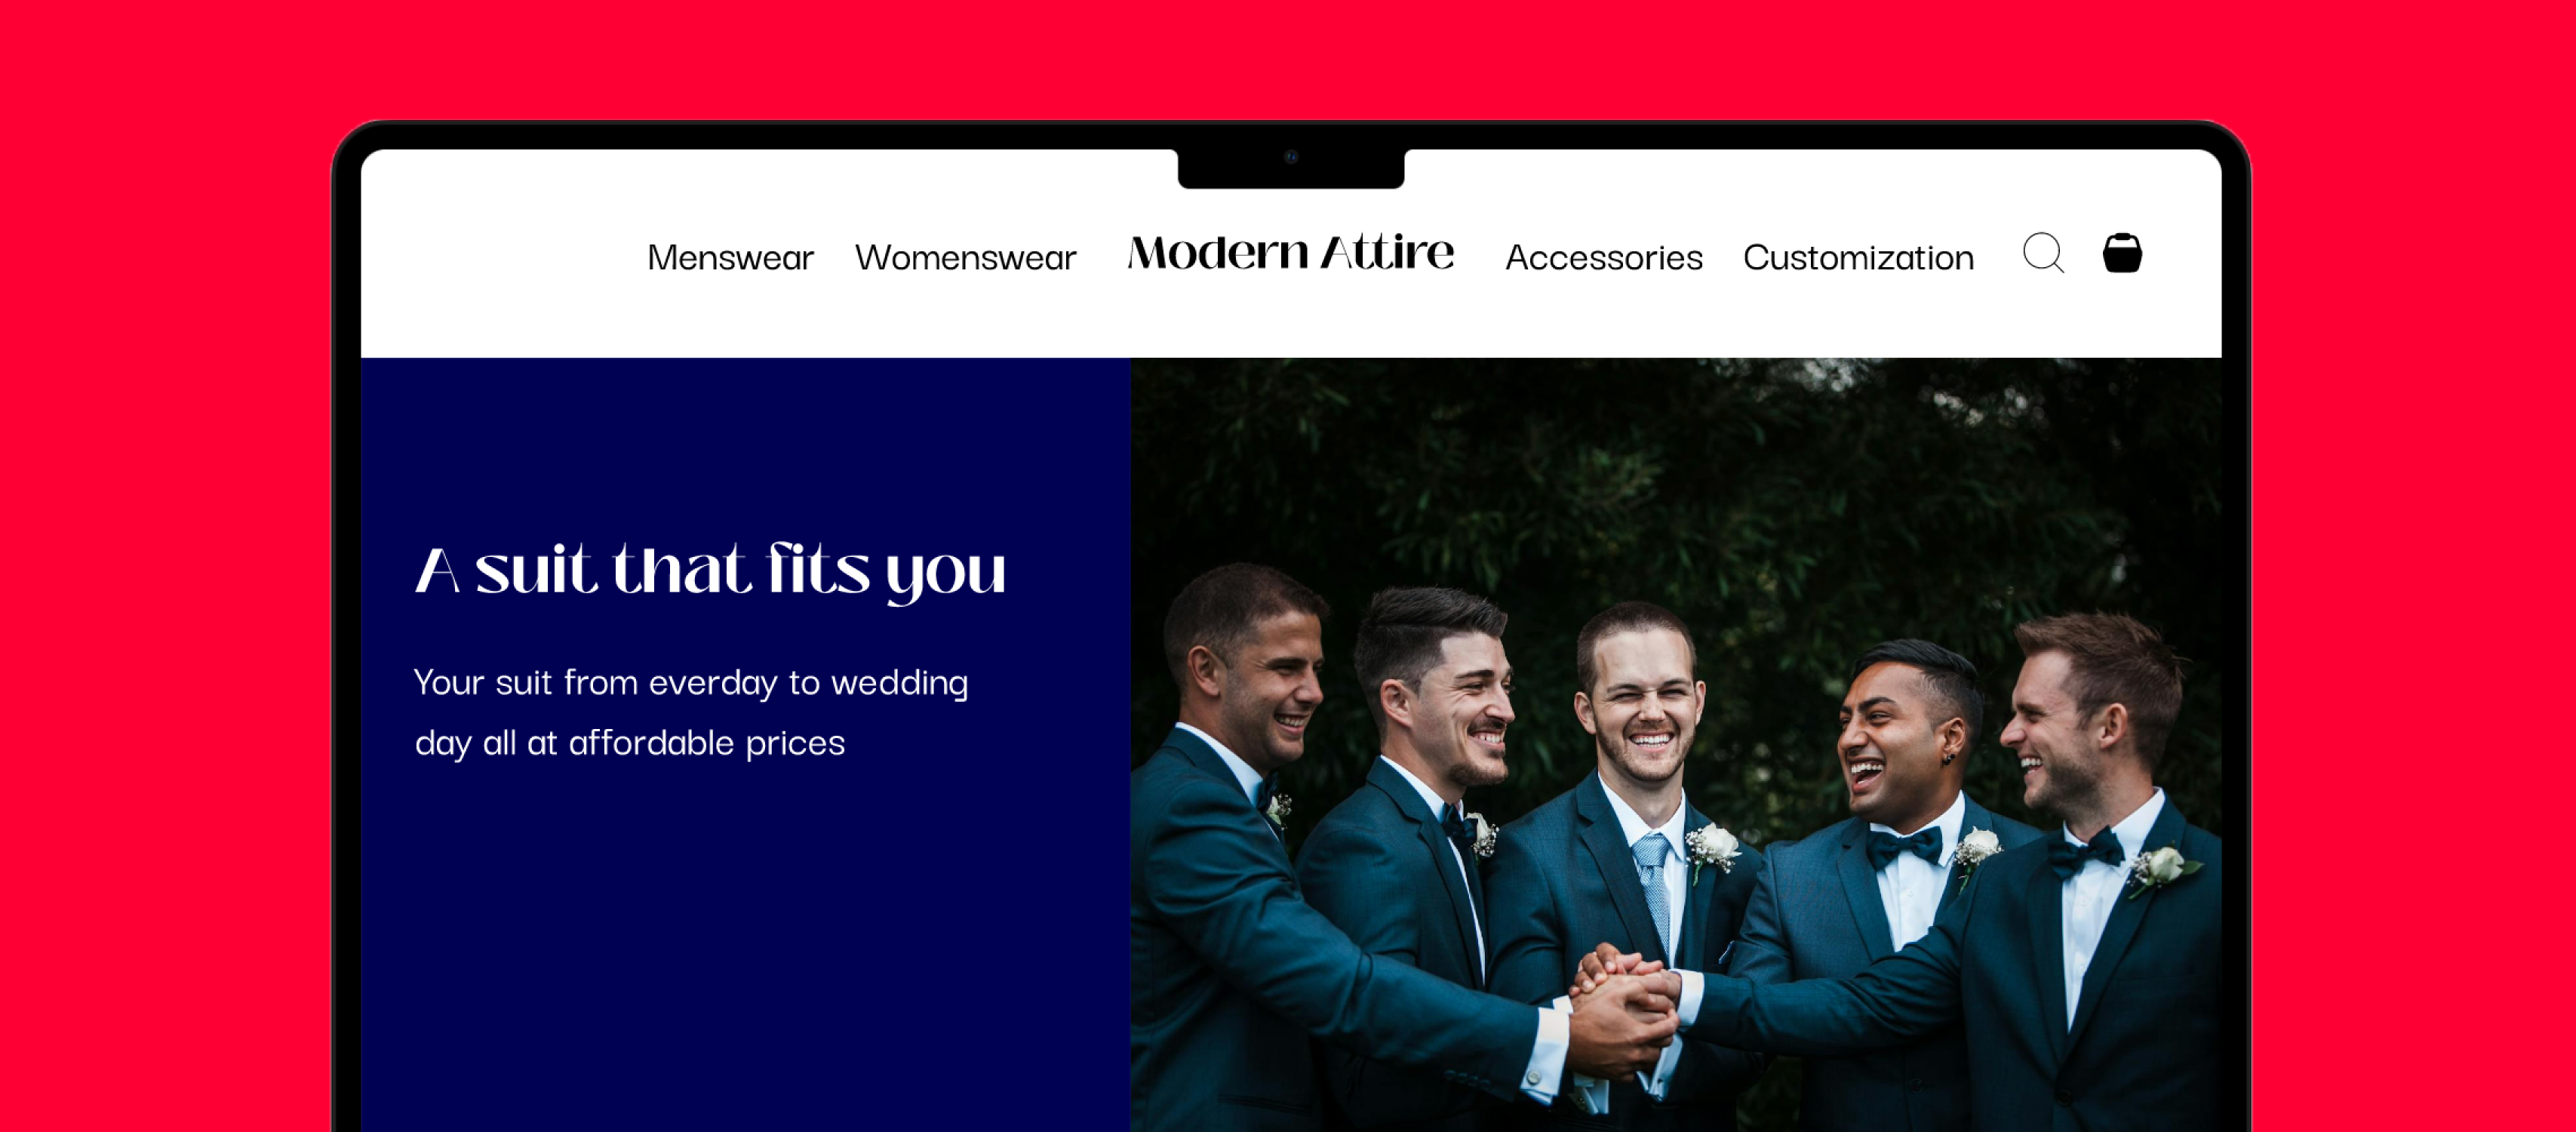 Menswear Womenswear Modern Attire Accessories Customization
A suit that fits you
Your suit from everday to wedding
day all at affordable prices